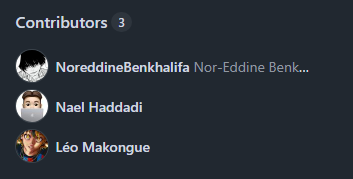 Contributors 3
NoreddineBenkhalifa Nor-Eddine Benk...
Nael Haddadi
Léo Makongue